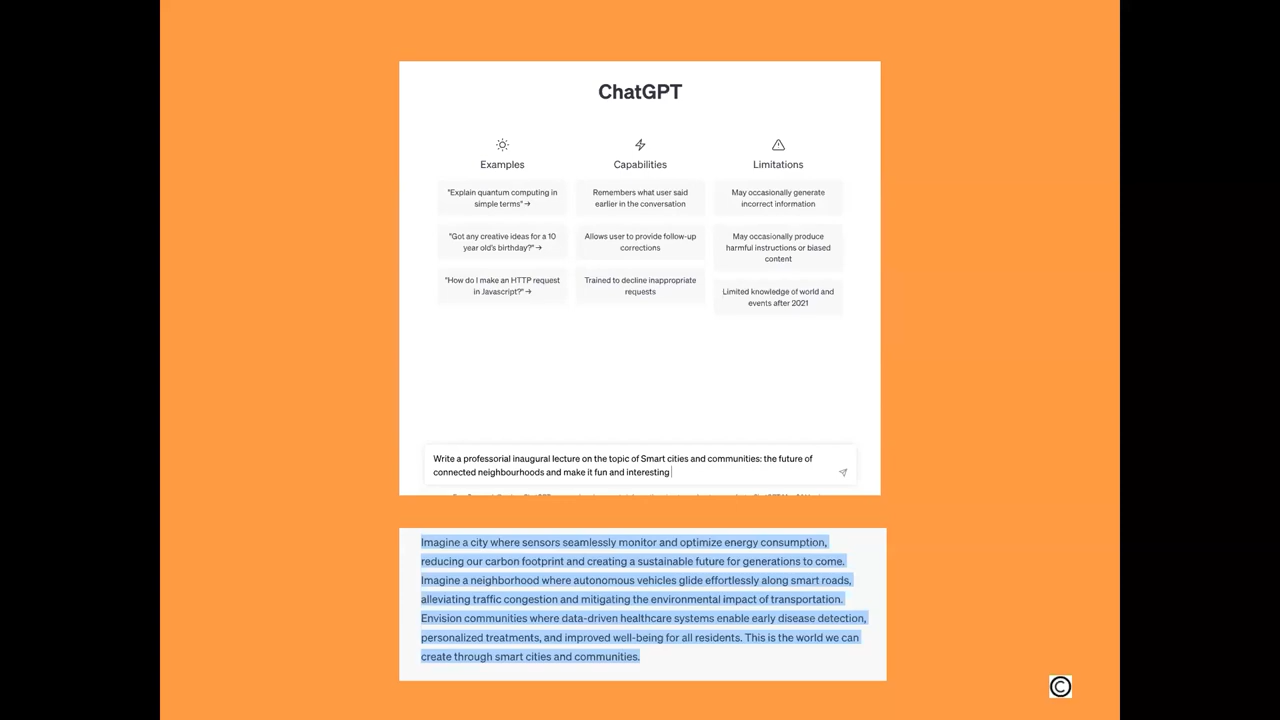 ChatGPT
Examples
Capabilities
Limitations
"Explain quantum computing in
simple terms" →
Remembers what user said
earlier in the conversation
May occasionally generate
incorrect information
"Got any creative ideas for a 10
year old's birthday?" →
Allows user to provide follow-up
corrections
May occasionally produce
harmful instructions or biased
content
"How do I make an HTTP request
in Javascript?" →
Trained to decline inappropriate
requests
Limited knowledge of world and
events after 2021
Write a professorial inaugural lecture on the topic of Smart cities and communities: the future of
connected neighbourhoods and make it fun and interesting
Imagine a city where sensors seamlessly monitor and optimize energy consumption,
reducing our carbon footprint and creating a sustainable future for generations to come.
Imagine a neighborhood where autonomous vehicles glide effortlessly along smart roads,
alleviating traffic congestion and mitigating the environmental impact of transportation.
Envision communities where data-driven healthcare systems enable early disease detection,
personalized treatments, and improved well-being for all residents. This is the world we can
create through smart cities and communities.
©